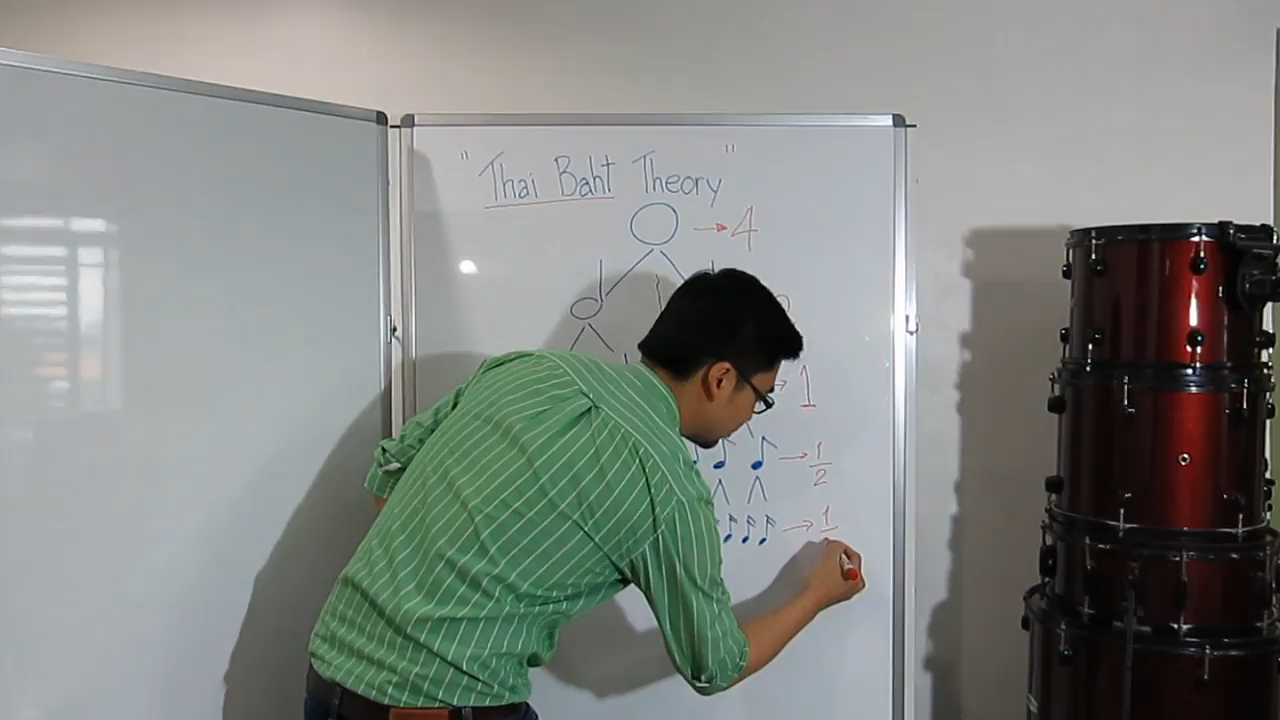 "Thai Baht Theory"
→ 4
→ 1
→ 1/2
→ 1